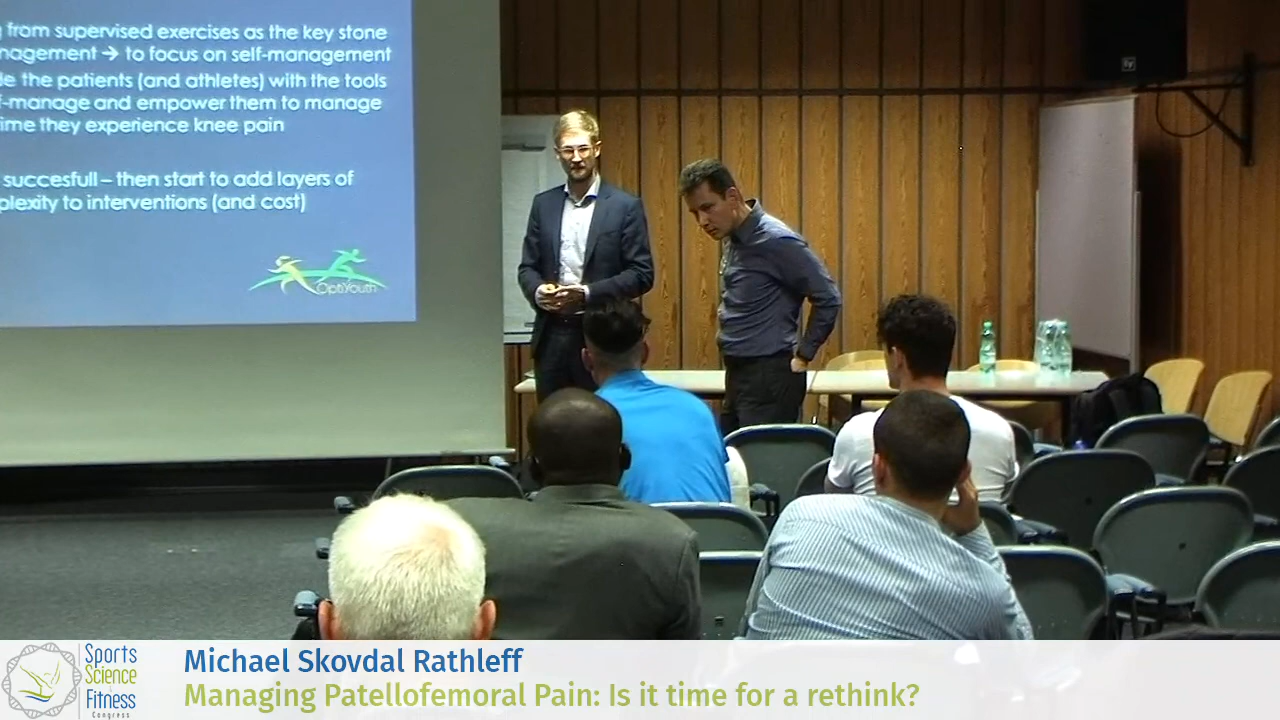 from supervised exercises as the key stone
nagement → to focus on self-management
le the patients (and athletes) with the tools
f-manage and empower them to manage
ime they experience knee pain
succesfull – then start to add layers of
plexity to interventions (and cost)
OptiYouth
Sports
Science
Fitness
Congress
Michael Skovdal Rathleff
Managing Patellofemoral Pain: Is it time for a rethink?